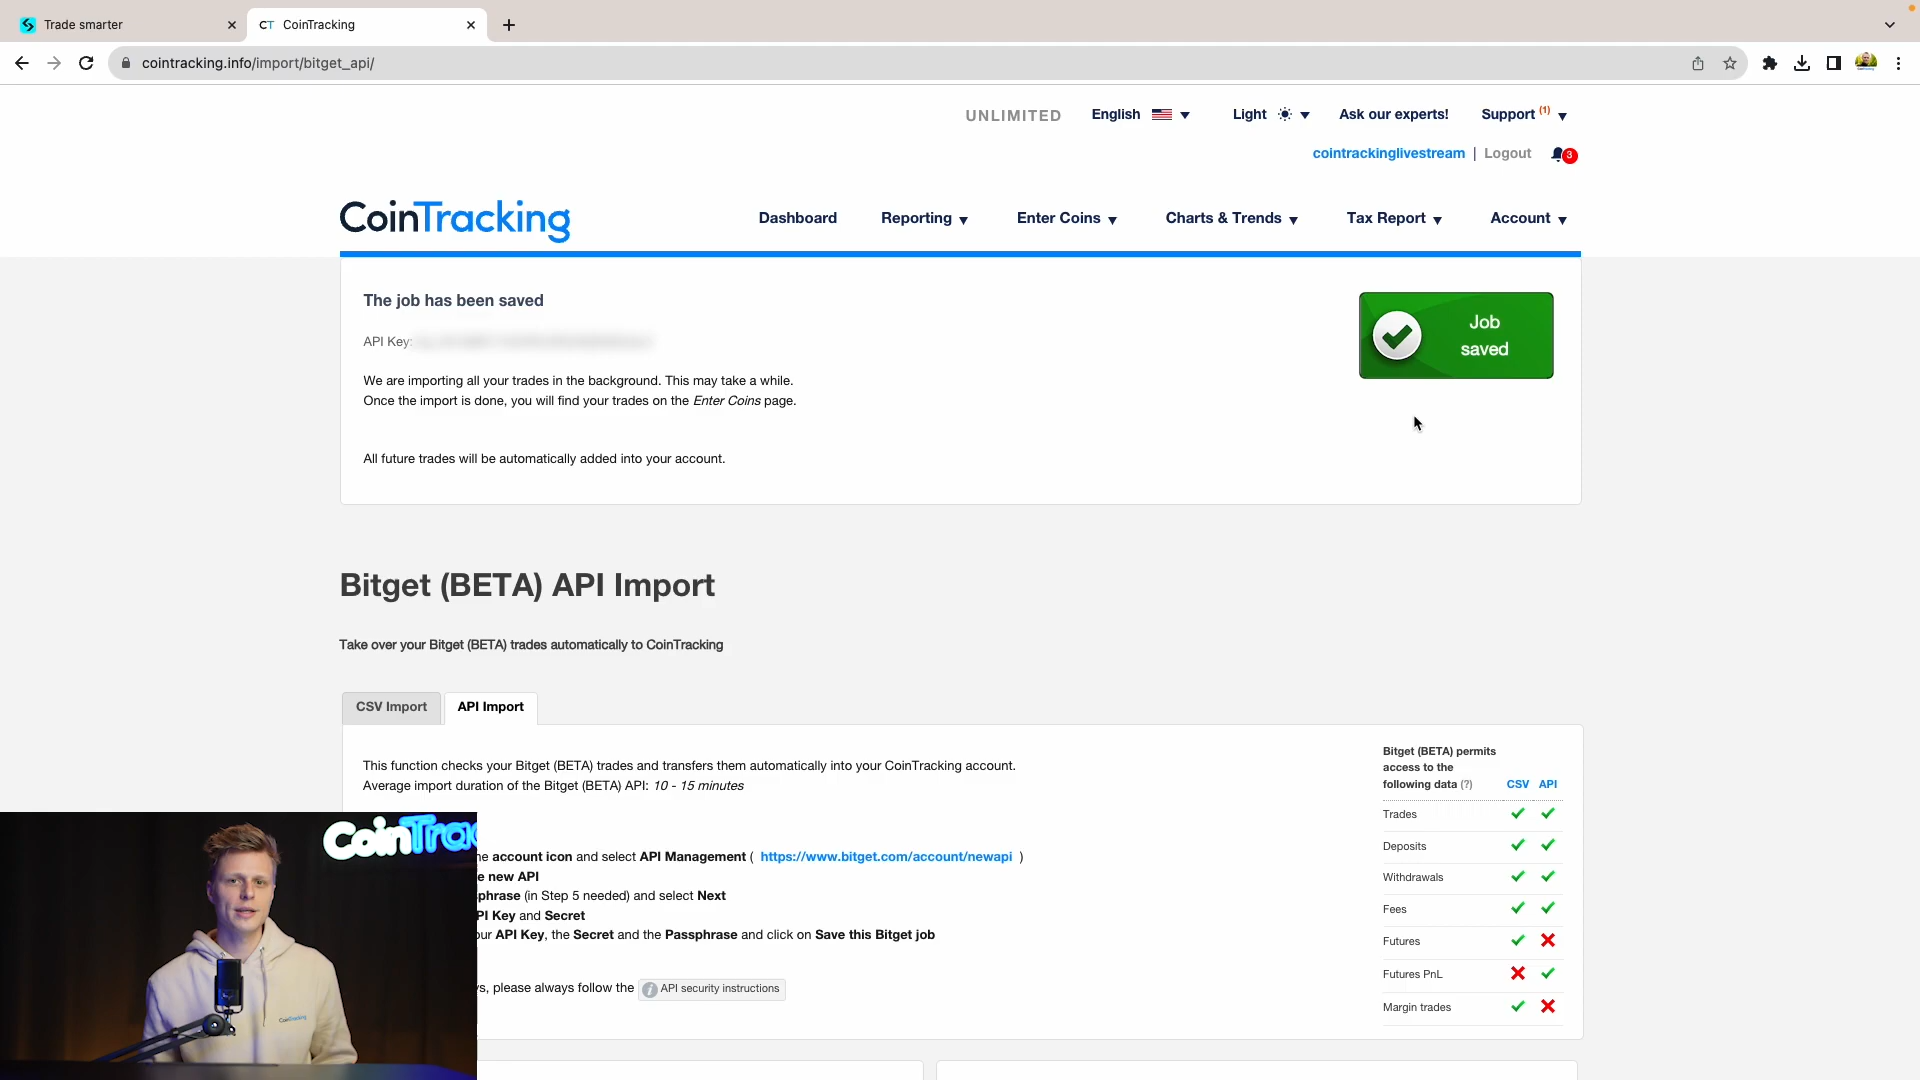 Trade smarter
CT CoinTracking
cointracking.info/import/bitget_api/
UNLIMITED English Light Ask our experts! Support (1)
cointrackinglivestream | Logout 3
CoinTracking
Dashboard Reporting Enter Coins Charts & Trends Tax Report Account
The job has been saved
Job
saved
API Key:
We are importing all your trades in the background. This may take a while.
Once the import is done, you will find your trades on the Enter Coins page.
All future trades will be automatically added into your account.
Bitget (BETA) API Import
Take over your Bitget (BETA) trades automatically to CoinTracking
CSV Import API Import
This function checks your Bitget (BETA) trades and transfers them automatically into your CoinTracking account.
Average import duration of the Bitget (BETA) API: 10 - 15 minutes
account icon and select API Management ( https://www.bitget.com/account/newapi )
new API
(in Step 5 needed) and select Next
Key and Secret
API Key, the Secret and the Passphrase and click on Save this Bitget job
please always follow the API security instructions
Bitget (BETA) permits
access to the
following data (?) CSV API
Trades
Deposits
Withdrawals
Fees
Futures
Futures PnL
Margin trades
CoinTrac
CoinTracking